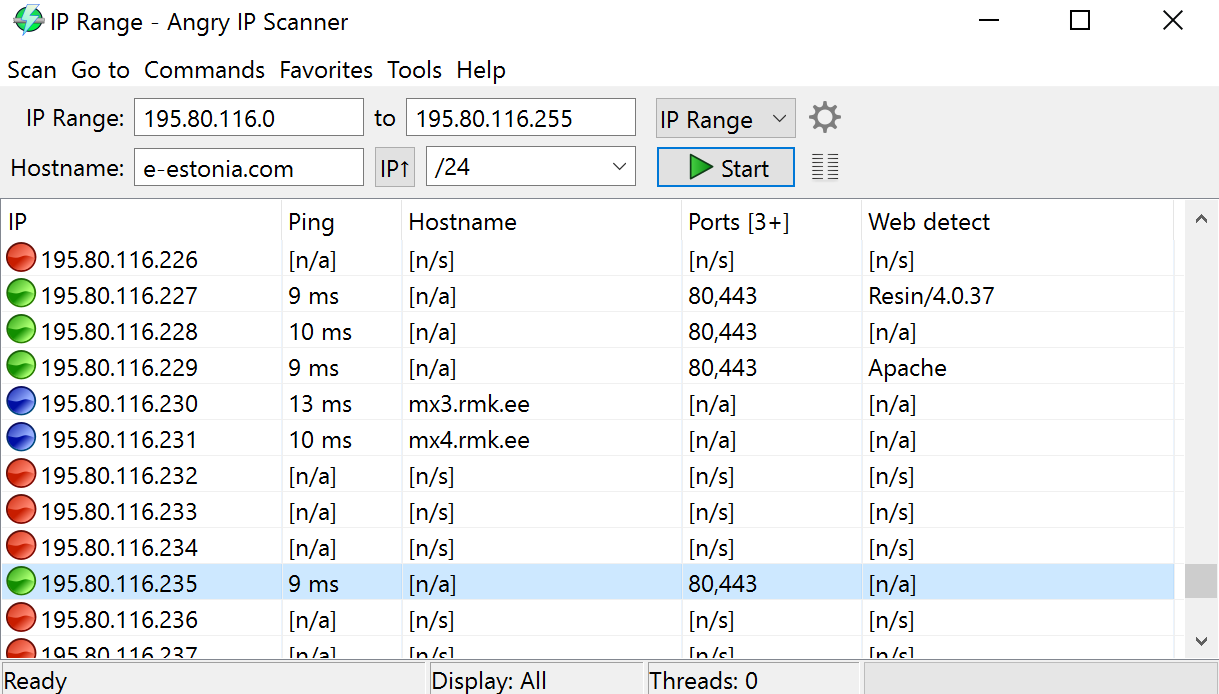 IP Range - Angry IP Scanner
Scan Go to Commands Favorites Tools Help
IP Range: 195.80.116.0 to 195.80.116.255 IP Range
Hostname: e-estonia.com IP↑ /24 Start
IP Ping Hostname Ports [3+] Web detect
195.80.116.226 [n/a] [n/s] [n/s] [n/s]
195.80.116.227 9 ms [n/a] 80,443 Resin/4.0.37
195.80.116.228 10 ms [n/a] 80,443 [n/a]
195.80.116.229 9 ms [n/a] 80,443 Apache
195.80.116.230 13 ms mx3.rmk.ee [n/a] [n/a]
195.80.116.231 10 ms mx4.rmk.ee [n/a] [n/a]
195.80.116.232 [n/a] [n/s] [n/s] [n/s]
195.80.116.233 [n/a] [n/s] [n/s] [n/s]
195.80.116.234 [n/a] [n/s] [n/s] [n/s]
195.80.116.235 9 ms [n/a] 80,443 [n/a]
195.80.116.236 [n/a] [n/s] [n/s] [n/s]
195.80.116.237 [n/a] [n/s] [n/s] [n/s]
Ready Display: All Threads: 0